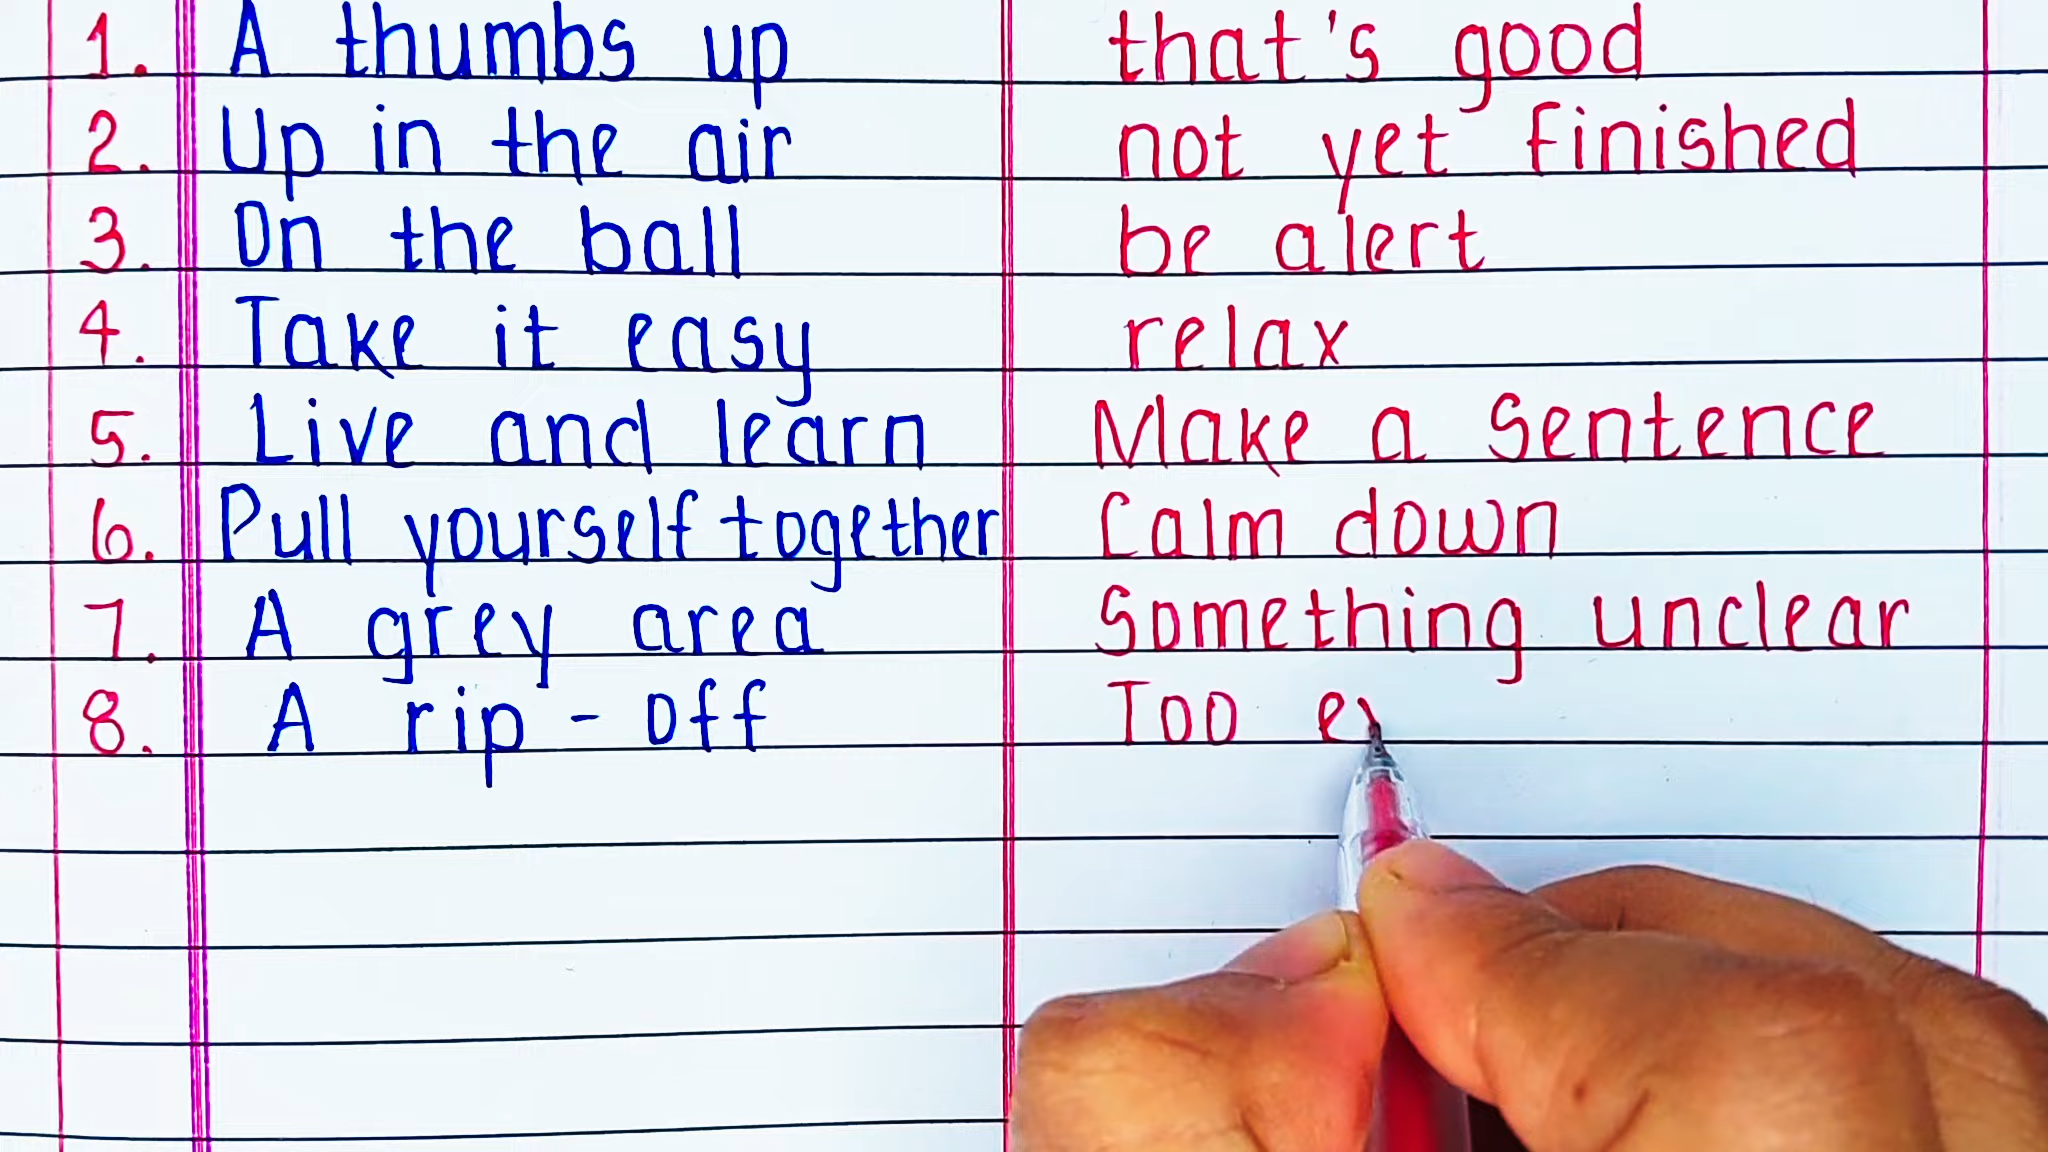 1. A thumbs up that's good
2. Up in the air not yet finished
3. On the ball be alert
4. Take it easy relax
5. Live and learn Make a Sentence
6. Pull yourself together Calm down
7. A grey area Something unclear
8. A rip-off Too